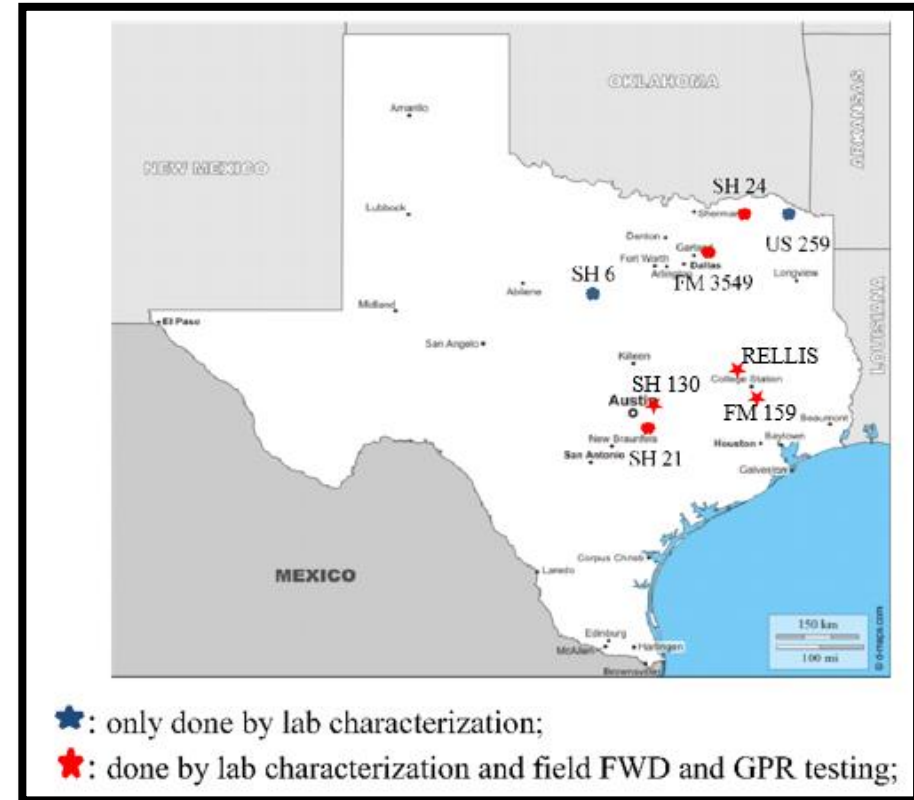 OKLAHOMA
ARKANSAS
Amarillo
NEW MEXICO
SH 24
Lubbock
Sherman
US 259
Denton
Garland
Fort Worth
Dallas
Arlington
FM 3549
Longview
SH 6
Abilene
Midland
LOUISIANA
El Paso
San Angelo
Killeen
RELLIS
College Station
SH 130
Austin
FM 159
Beaumont
New Braunfels
Houston
Baytown
San Antonio
SH 21
Galveston
Corpus Christi
Laredo
MEXICO
Edinburg
McAllen
Harlingen
Brownsville
150 km
100 mi
© d-maps.com
: only done by lab characterization;
: done by lab characterization and field FWD and GPR testing;